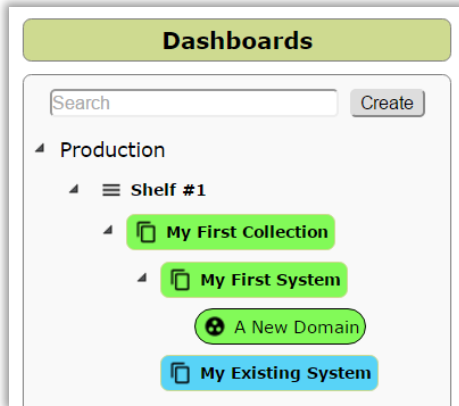 Dashboards
Search
Create
Production
Shelf #1
My First Collection
My First System
A New Domain
My Existing System